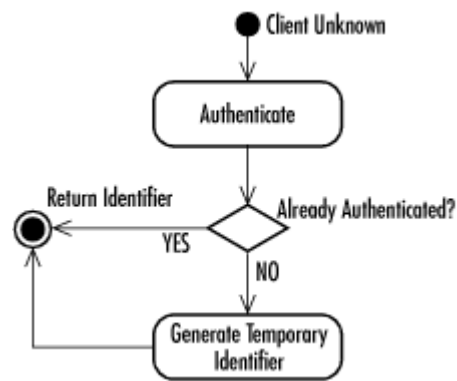 Client Unknown
Authenticate
Return Identifier
Already Authenticated?
YES
NO
Generate Temporary
Identifier